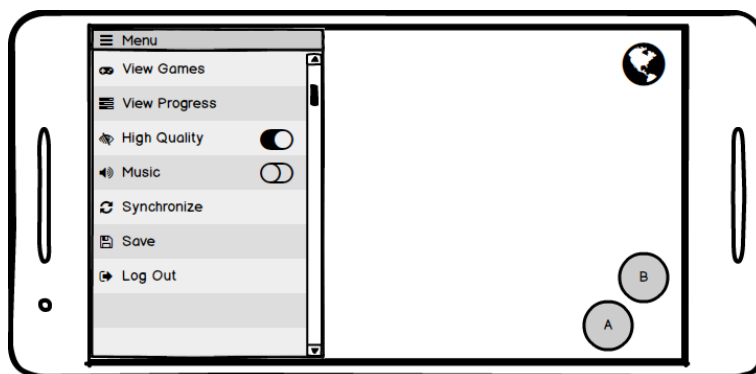 Menu
View Games
View Progress
High Quality
Music
Synchronize
Save
Log Out
B
A